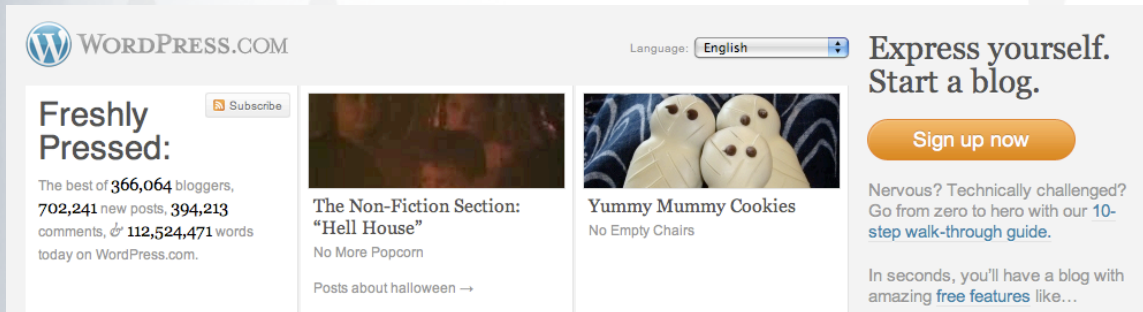 WORDPRESS.COM
Language: English
Freshly
Pressed:
Subscribe
The best of 366,064 bloggers,
702,241 new posts, 394,213
comments, & 112,524,471 words
today on WordPress.com.
The Non-Fiction Section:
“Hell House”
No More Popcorn
Posts about halloween →
Yummy Mummy Cookies
No Empty Chairs
Express yourself.
Start a blog.
Sign up now
Nervous? Technically challenged?
Go from zero to hero with our 10-
step walk-through guide.
In seconds, you’ll have a blog with
amazing free features like…